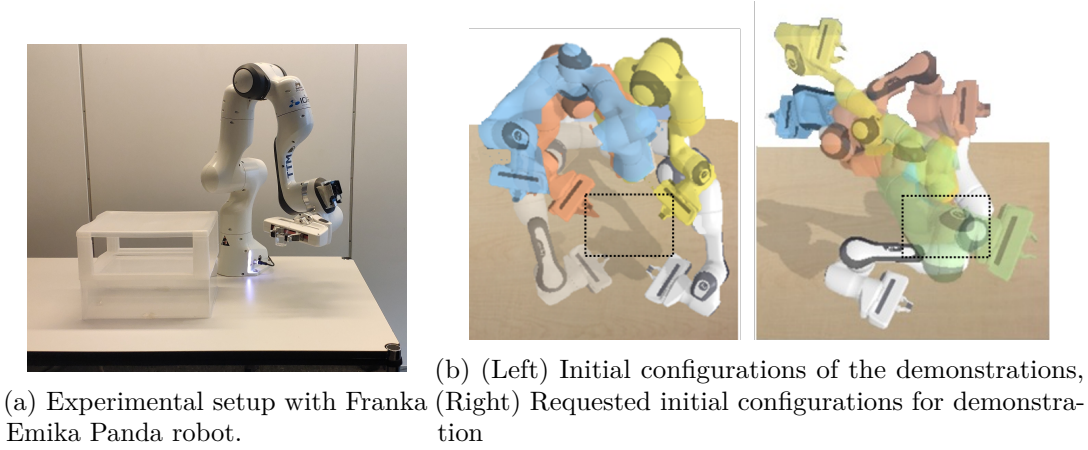 TTM
(b) (Left) Initial configurations of the demonstrations,
(a) Experimental setup with Franka (Right) Requested initial configurations for demonstra-
Emika Panda robot. tion